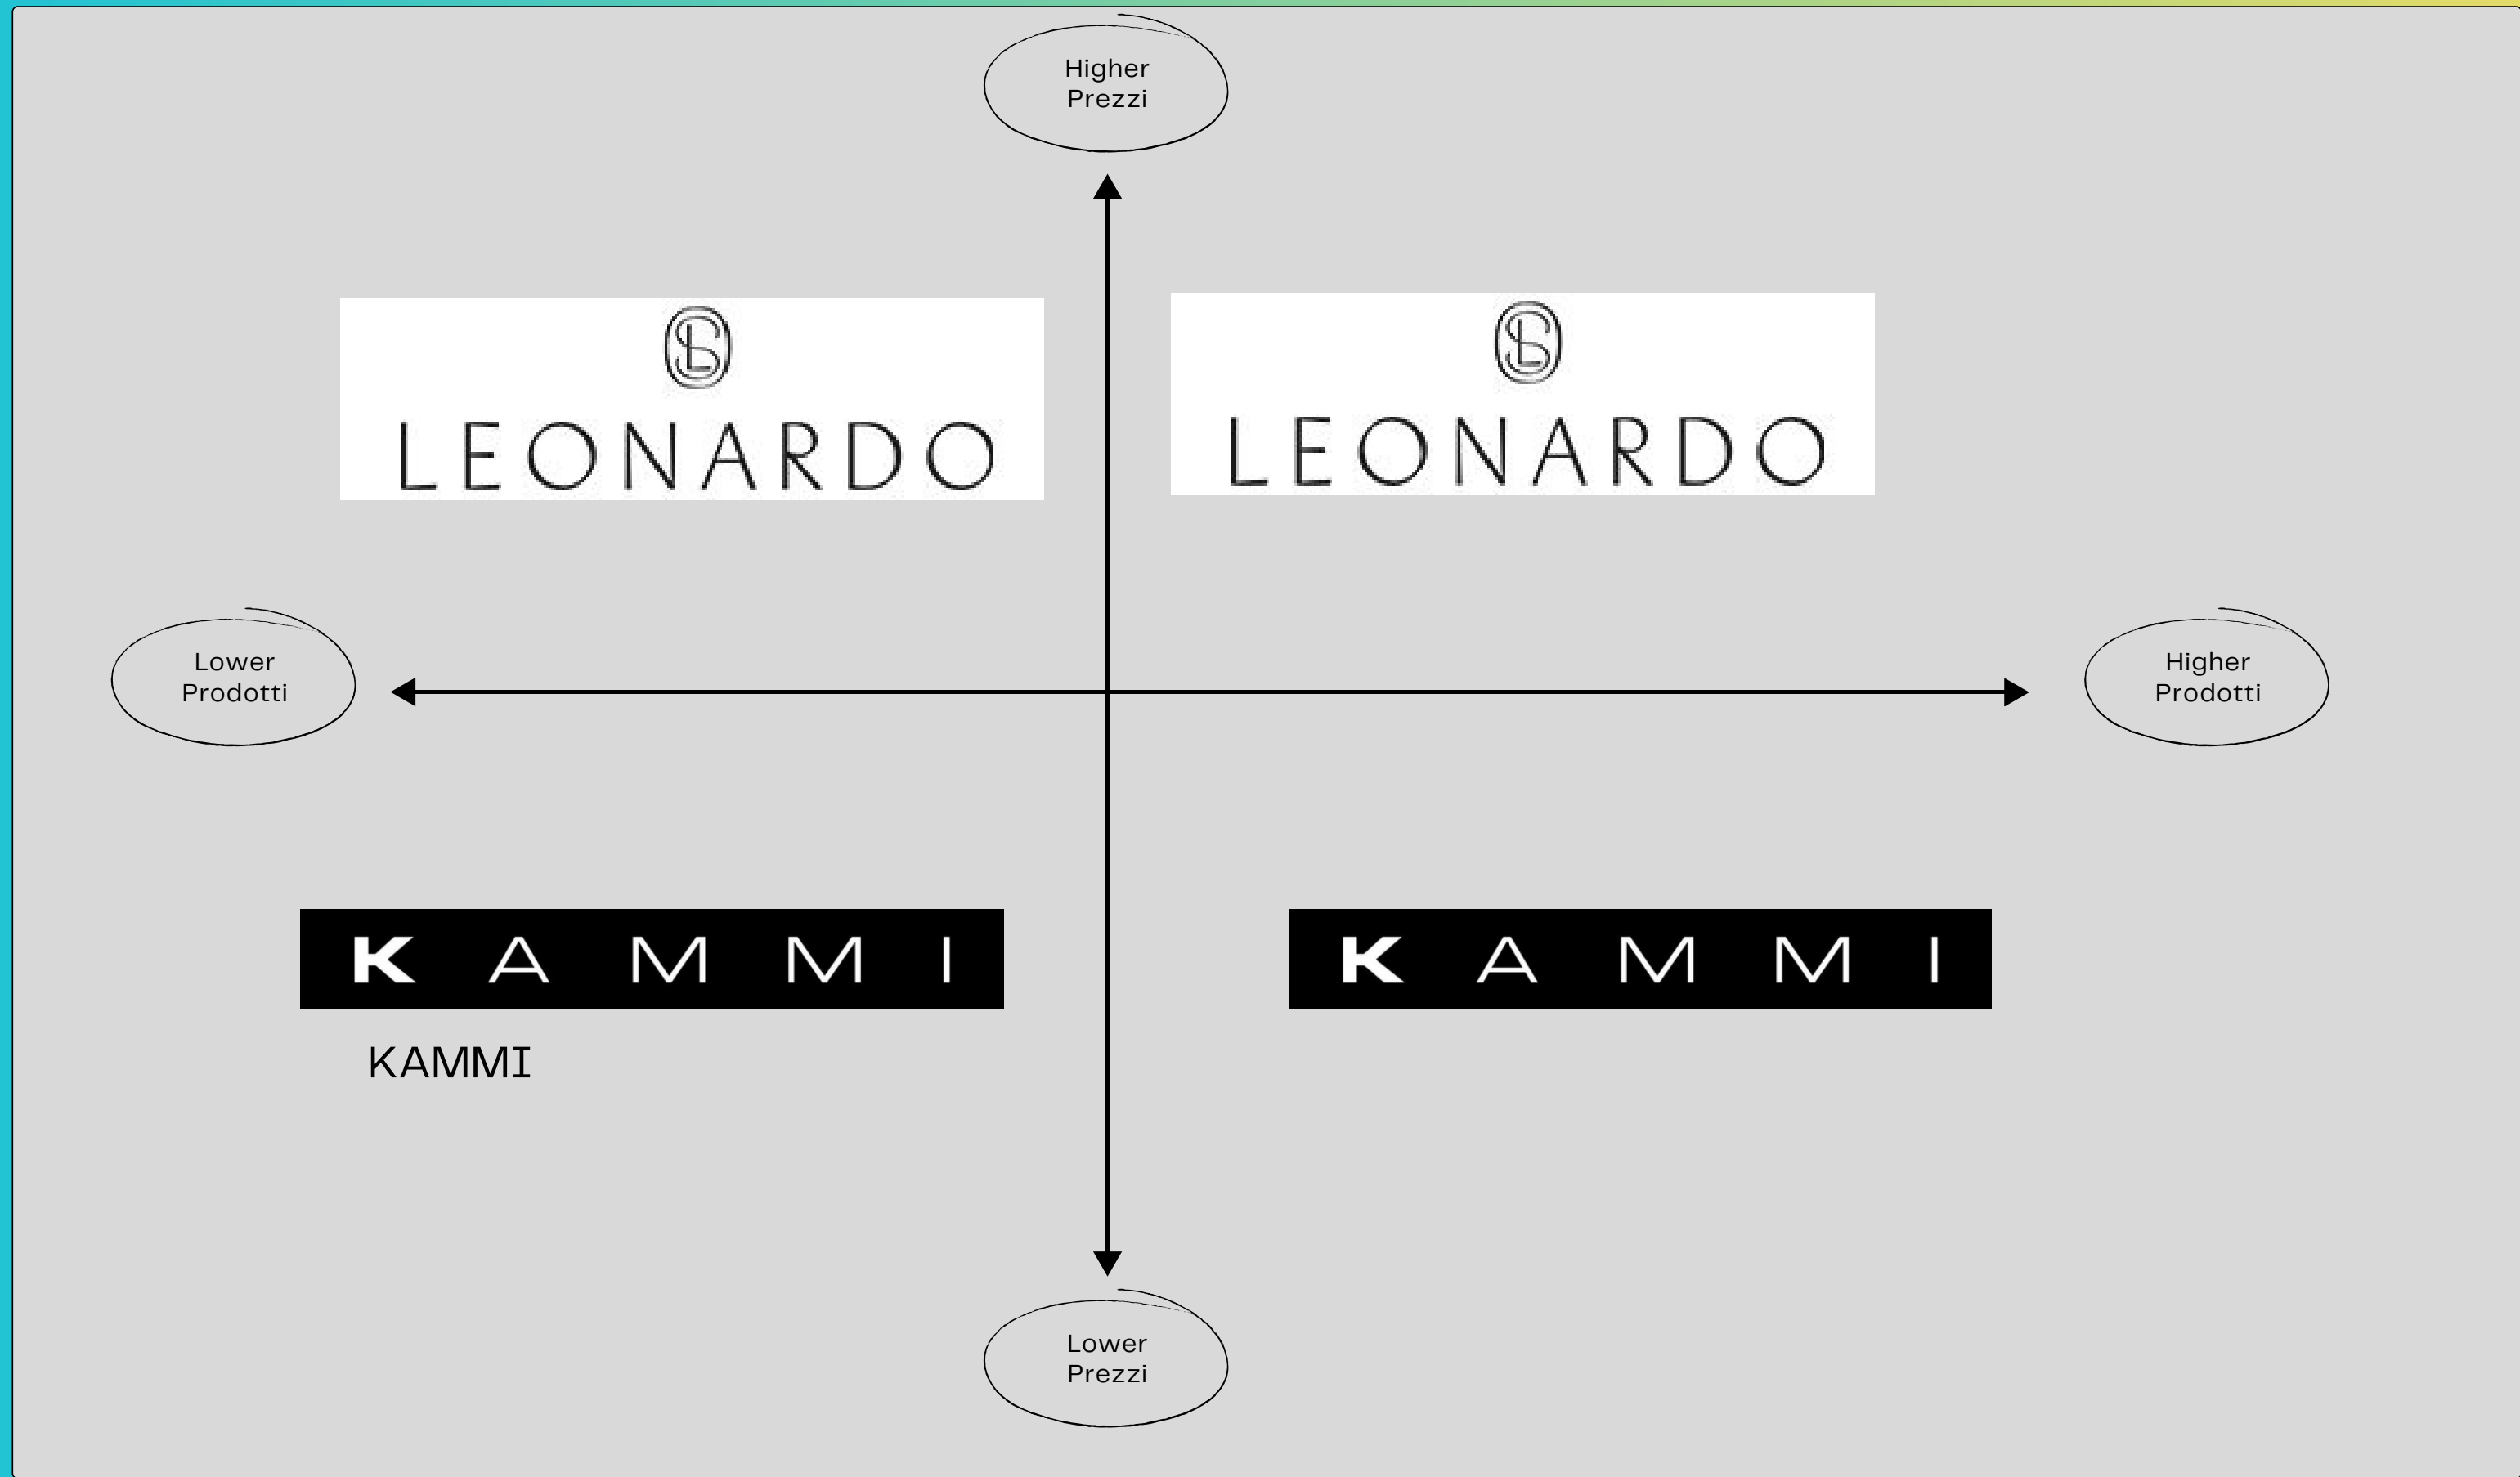 Higher
Prezzi
LEONARDO
LEONARDO
Lower
Prodotti
Higher
Prodotti
KAMMI
KAMMI
KAMMI
Lower
Prezzi